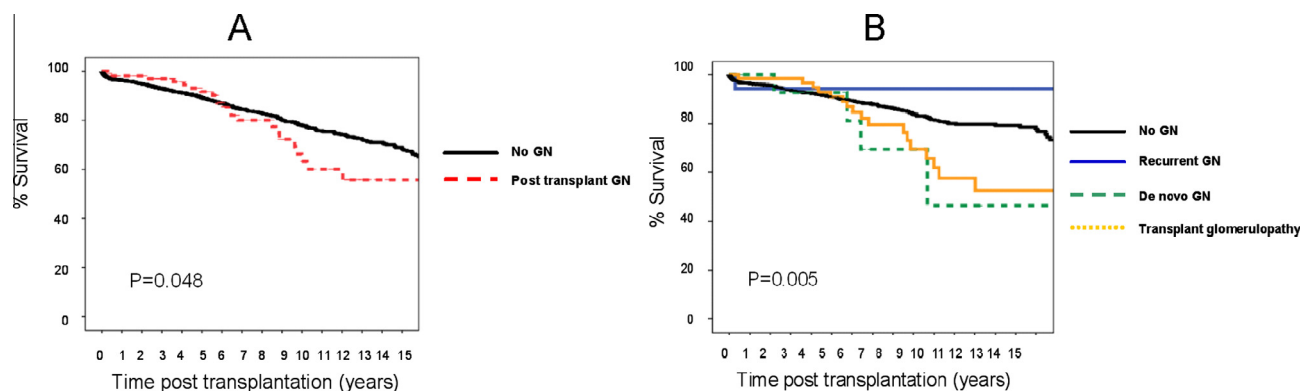 A
% Survival
100
80
60
40
20
0
P=0.048
0 1 2 3 4 5 6 7 8 9 10 11 12 13 14 15
Time post transplantation (years)
No GN
Post transplant GN
B
% Survival
100
80
60
40
20
0
P=0.005
0 1 2 3 4 5 6 7 8 9 10 11 12 13 14 15
Time post transplantation (years)
No GN
Recurrent GN
De novo GN
Transplant glomerulopathy